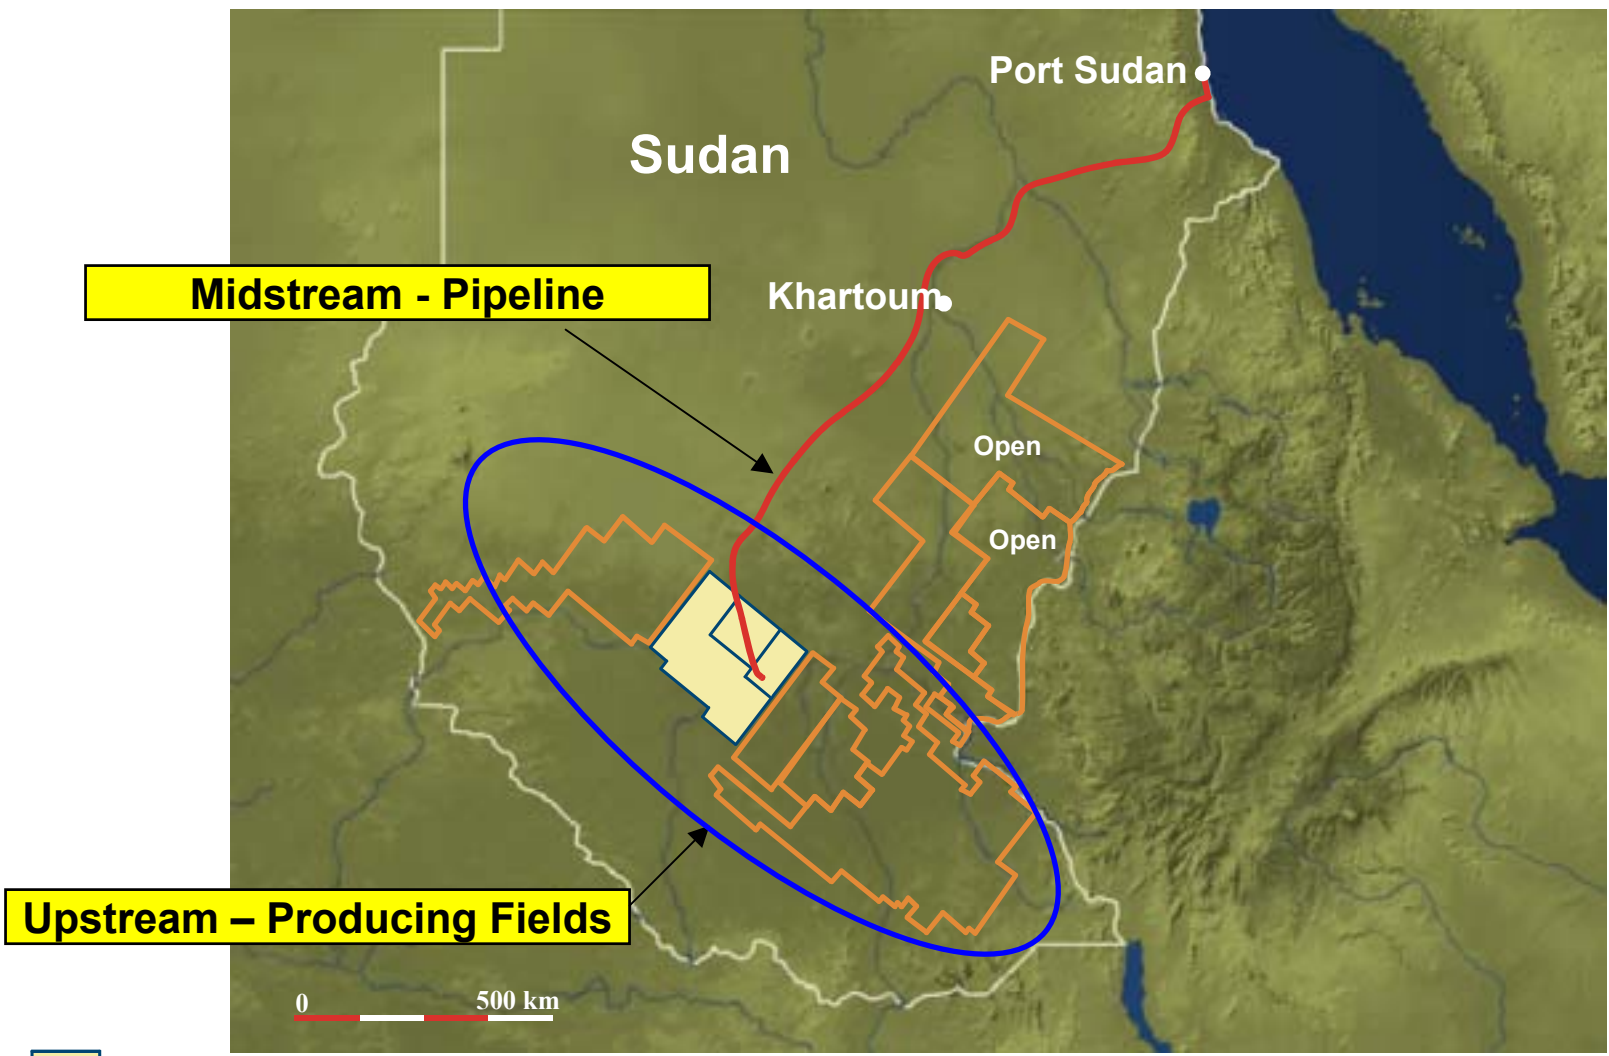 Port Sudan
Sudan
Midstream - Pipeline
Khartoum
Open
Open
Upstream – Producing Fields
0 500 km